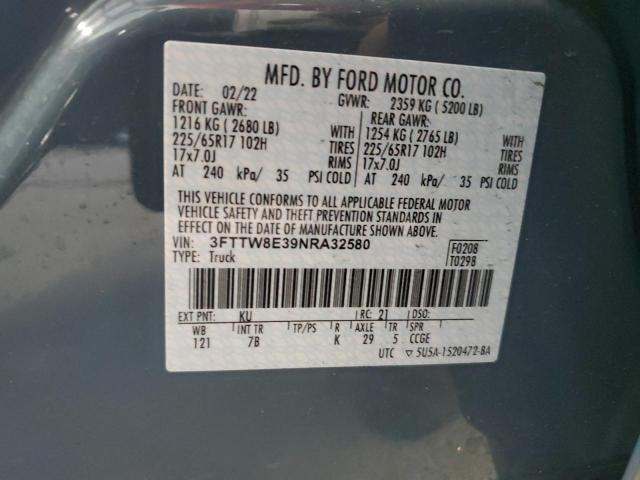 MFD. BY FORD MOTOR CO.
DATE: 02/22 GVWR: 2359 KG ( 5200 LB)
FRONT GAWR: REAR GAWR:
1216 KG ( 2680 LB) WITH 1254 KG ( 2765 LB) WITH
225/65R17 102H TIRES 225/65R17 102H TIRES
17x7.0J RIMS 17x7.0J RIMS
AT 240 kPa/ 35 PSI COLD AT 240 kPa/ 35 PSI COLD
THIS VEHICLE CONFORMS TO ALL APPLICABLE FEDERAL MOTOR
VEHICLE SAFETY AND THEFT PREVENTION STANDARDS IN
EFFECT ON THE DATE OF MANUFACTURE SHOWN ABOVE.
VIN: 3FTTW8E39NRA32580 F0208
TYPE: Truck T0298
EXT PNT: KU RC: 21 DSO:
WB INT TR TP/PS R AXLE TR SPR
121 7B K 29 5 CCGE
UTC ▽ 5U5A-1520472-BA